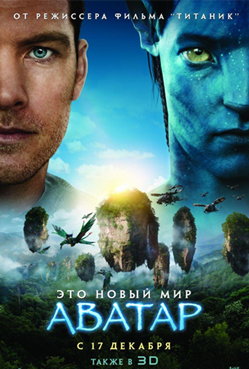 ОТ РЕЖИССЕРА ФИЛЬМА "ТИТАНИК"
ЭТО НОВЫЙ МИР
АВАТАР
С 17 ДЕКАБРЯ
ТАКЖЕ В 3D